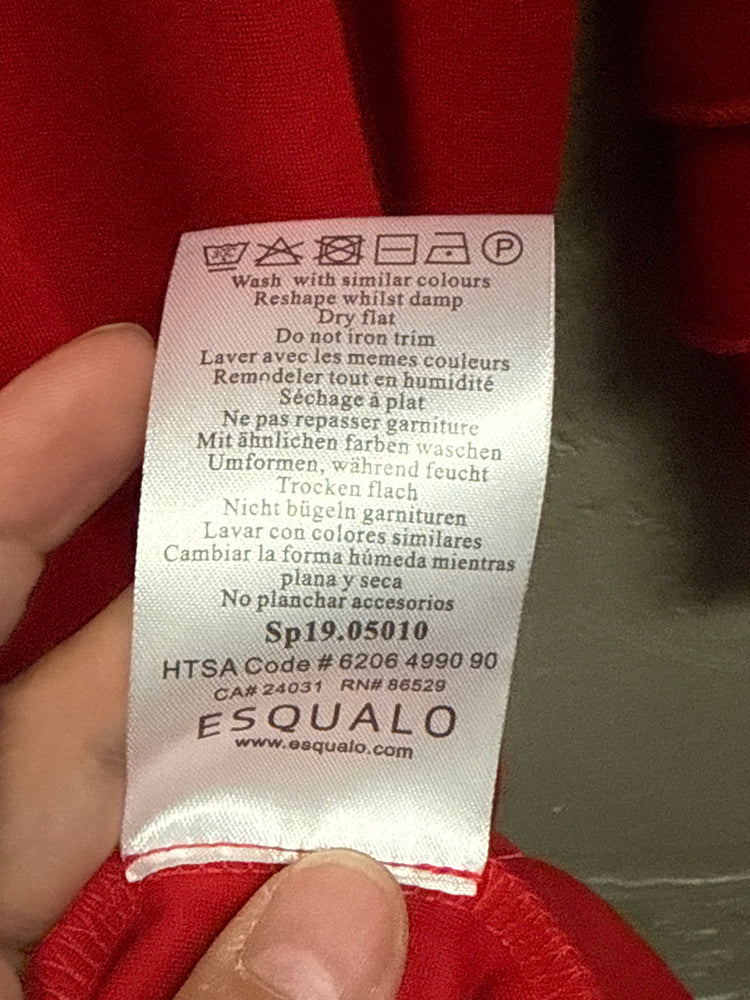 P
Wash with similar colours
Reshape whilst damp
Dry flat
Do not iron trim
Laver avec les memes couleurs
Remodeler tout en humidité
Séchage à plat
Ne pas repasser garniture
Mit ähnlichen farben waschen
Umformen, während feucht
Trocken flach
Nicht bügeln garnituren
Lavar con colores similares
Cambiar la forma húmeda mientras
plana y seca
No planchar accesorios
Sp19.05010
HTSA Code # 6206 4990 90
CA# 24031 RN# 86529
ESQUALO
www.esqualo.com